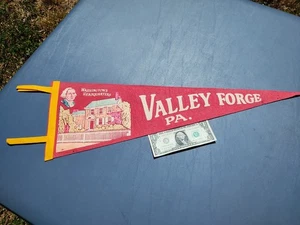 WASHINGTON'S
HEADQUARTERS
VALLEY FORGE
PA.